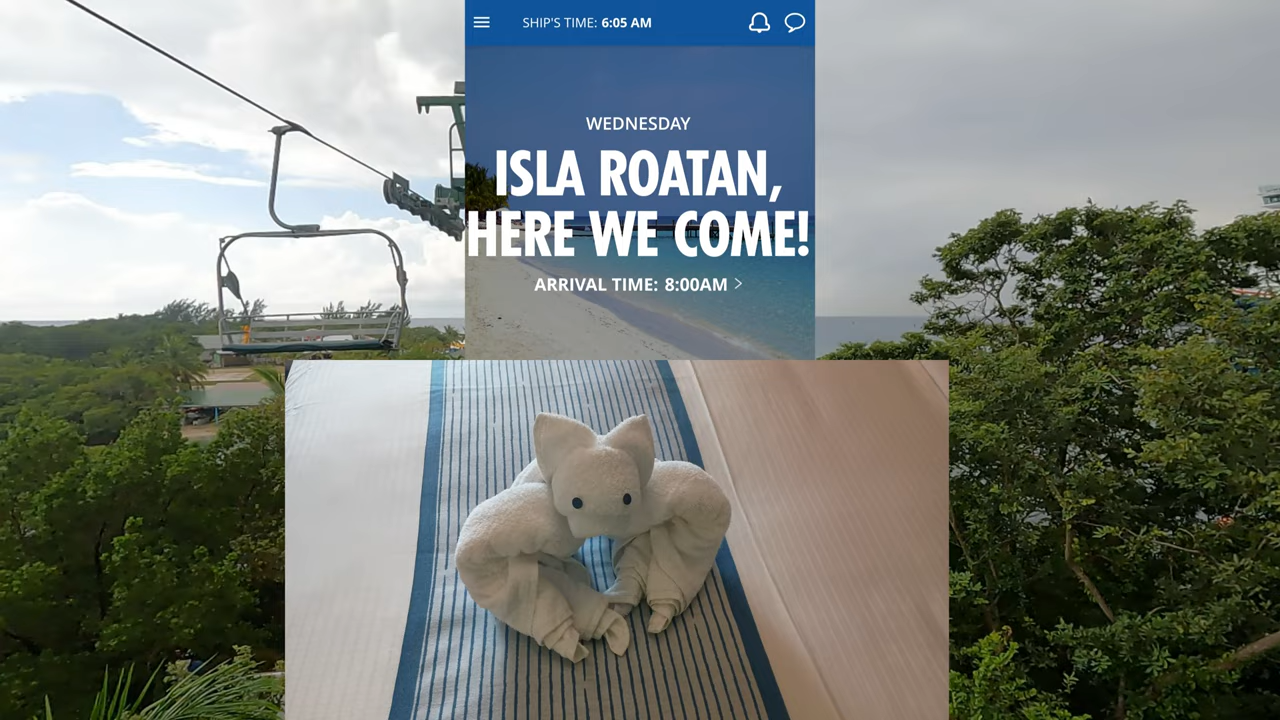 SHIP'S TIME: 6:05 AM
WEDNESDAY
ISLA ROATAN,
HERE WE COME!
ARRIVAL TIME: 8:00AM >